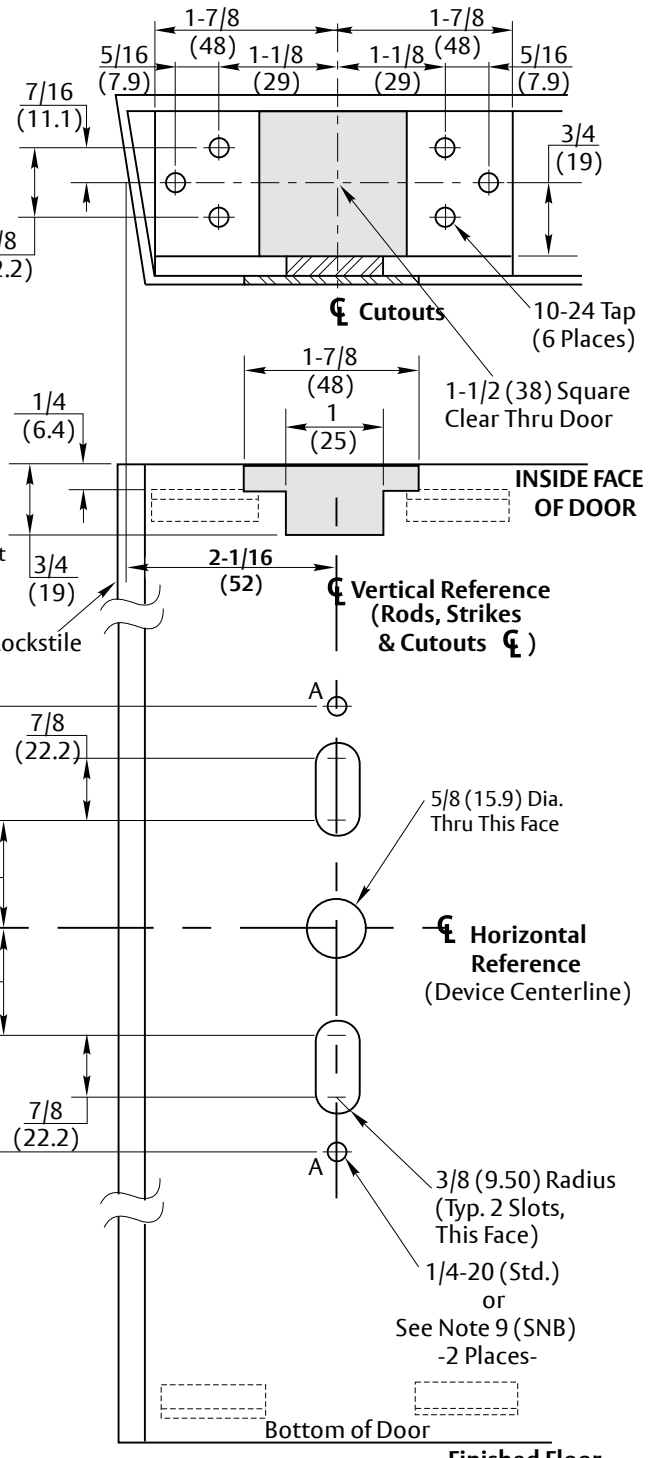 1-7/8 1-7/8
(48) (48)
5/16 1-1/8 1-1/8 5/16
(7.9) (29) (29) (7.9)
7/16
(11.1)
3/4
(19)
/8
2.2)
℄ Cutouts
10-24 Tap
(6 Places)
1-7/8
(48)
1-1/2 (38) Square
Clear Thru Door
1/4
(6.4)
1
(25)
INSIDE FACE
OF DOOR
t
3/4
(19)
2-1/16
(52)
℄ Vertical Reference
(Rods, Strikes
& Cutouts ℄ )
ockstile
A
7/8
(22.2)
5/8 (15.9) Dia.
Thru This Face
℄ Horizontal
Reference
(Device Centerline)
7/8
(22.2)
A
3/8 (9.50) Radius
(Typ. 2 Slots,
This Face)
1/4-20 (Std.)
or
See Note 9 (SNB)
-2 Places-
Bottom of Door
Finished Floor